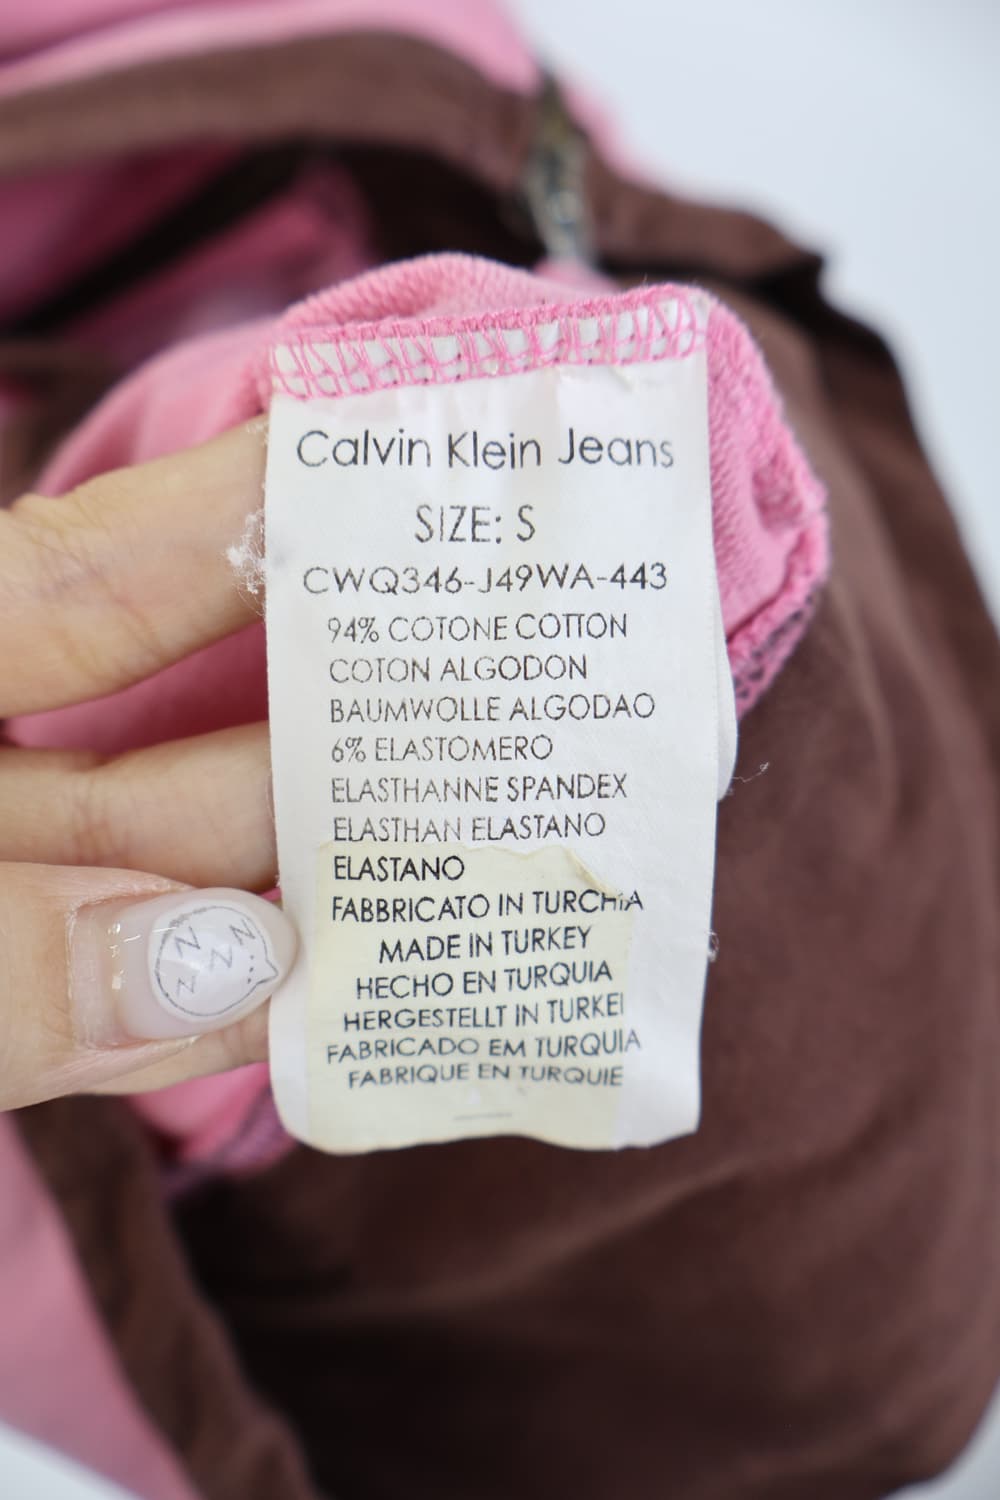 Calvin Klein Jeans
SIZE: S
CWQ346-J49WA-443
94% COTONE COTTON
COTON ALGODON
BAUMWOLLE ALGODAO
6% ELASTOMERO
ELASTHANNE SPANDEX
ELASTHAN ELASTANO
ELASTANO
FABBRICATO IN TURCHIA
MADE IN TURKEY
HECHO EN TURQUIA
HERGESTELLT IN TURKEI
FABRICADO EM TURQUIA
FABRIQUE EN TURQUIE
Z Z Z Z